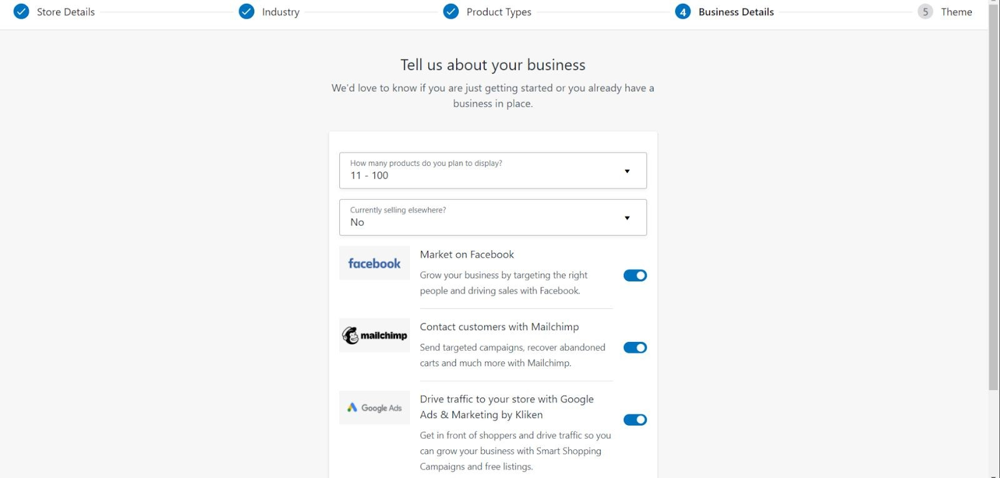 Store Details
Industry
Product Types
4 Business Details
5 Theme
Tell us about your business
We'd love to know if you are just getting started or you already have a
business in place.
How many products do you plan to display?
11 - 100
Currently selling elsewhere?
No
facebook
Market on Facebook
Grow your business by targeting the right
people and driving sales with Facebook.
mailchimp
Contact customers with Mailchimp
Send targeted campaigns, recover abandoned
carts and much more with Mailchimp.
Google Ads
Drive traffic to your store with Google
Ads & Marketing by Kliken
Get in front of shoppers and drive traffic so you
can grow your business with Smart Shopping
Campaigns and free listings.